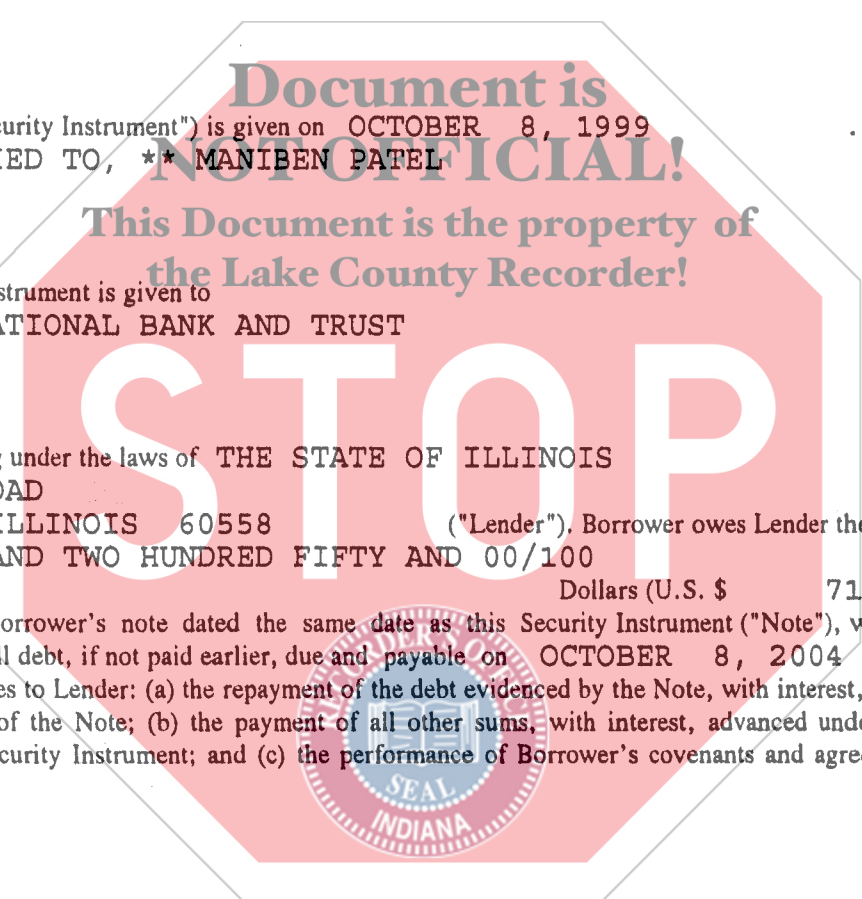 Document is
curity Instrument") is given on OCTOBER 8, 1999
IED TO, ** MANIBEN PATEL
NOT OFFICIAL!
This Document is the property of
the Lake County Recorder!
strument is given to
ATIONAL BANK AND TRUST
STOP
under the laws of THE STATE OF ILLINOIS
OAD
ILLINOIS 60558 ("Lender"). Borrower owes Lender the
AND TWO HUNDRED FIFTY AND 00/100
Dollars (U.S. $ 71
orrower's note dated the same date as this Security Instrument ("Note"), w
l debt, if not paid earlier, due and payable on OCTOBER 8, 2004
es to Lender: (a) the repayment of the debt evidenced by the Note, with interest,
of the Note; (b) the payment of all other sums, with interest, advanced unde
curity Instrument; and (c) the performance of Borrower's covenants and agree
SEAL
INDIANA